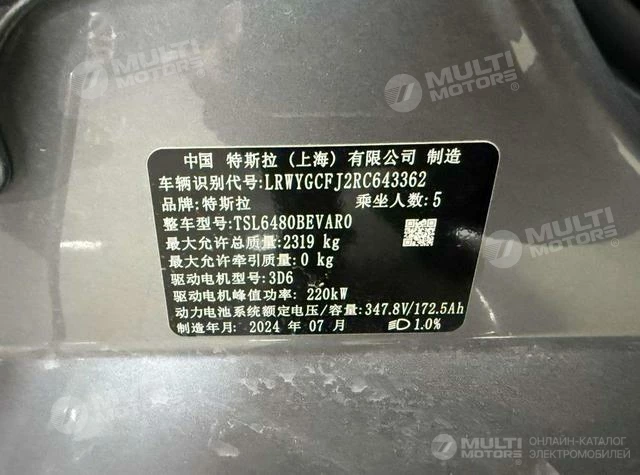 MULTI
MOTORS
MULTI
MOTORS
中国 特斯拉（上海）有限公司 制造
车辆识别代号:LRWYGCFJ2RC643362
品牌:特斯拉 乘坐人数:5
整车型号:TSL6480BEVAR0
最大允许总质量:2319 kg
最大允许牵引质量:0 kg
驱动电机型号:3D6
驱动电机峰值功率: 220kW
动力电池系统额定电压/容量:347.8V/172.5Ah
制造年月: 2024 年 07 月 1.0%
MULTI
MOTORS
ОНЛАЙН-КАТАЛОГ
ЭЛЕКТРОМОБИЛЕЙ